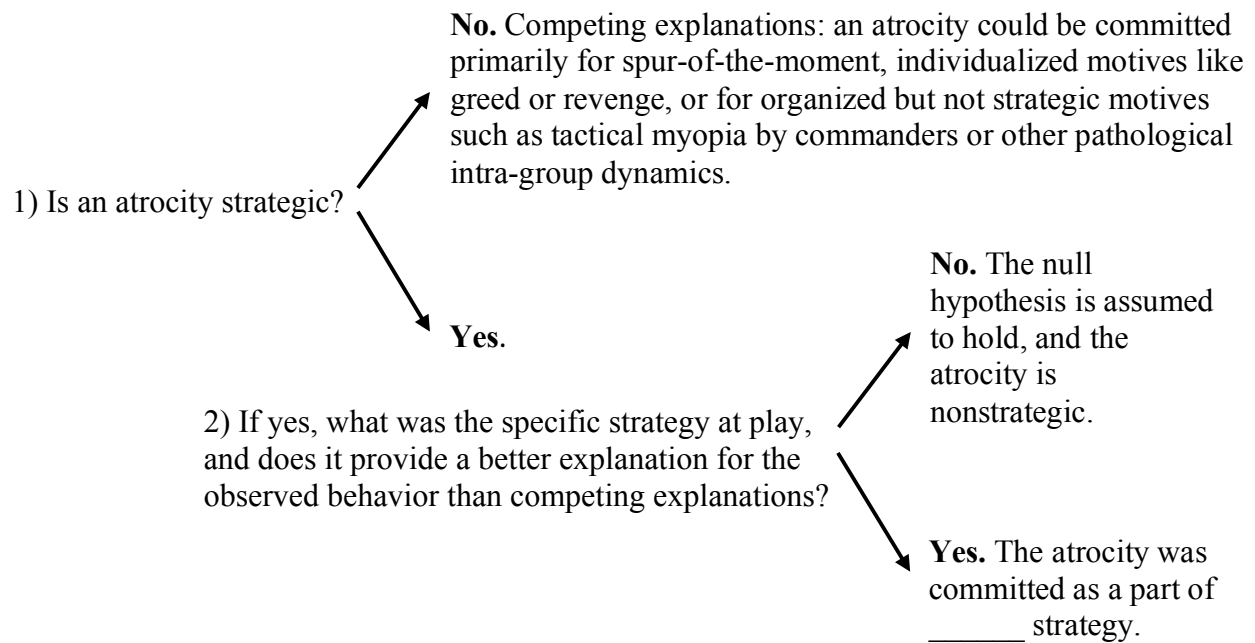 No. Competing explanations: an atrocity could be committed
primarily for spur-of-the-moment, individualized motives like
greed or revenge, or for organized but not strategic motives
such as tactical myopia by commanders or other pathological
intra-group dynamics.
1) Is an atrocity strategic?
Yes.
2) If yes, what was the specific strategy at play,
and does it provide a better explanation for the
observed behavior than competing explanations?
No. The null
hypothesis is assumed
to hold, and the
atrocity is
nonstrategic.
Yes. The atrocity was
committed as a part of
______ strategy.